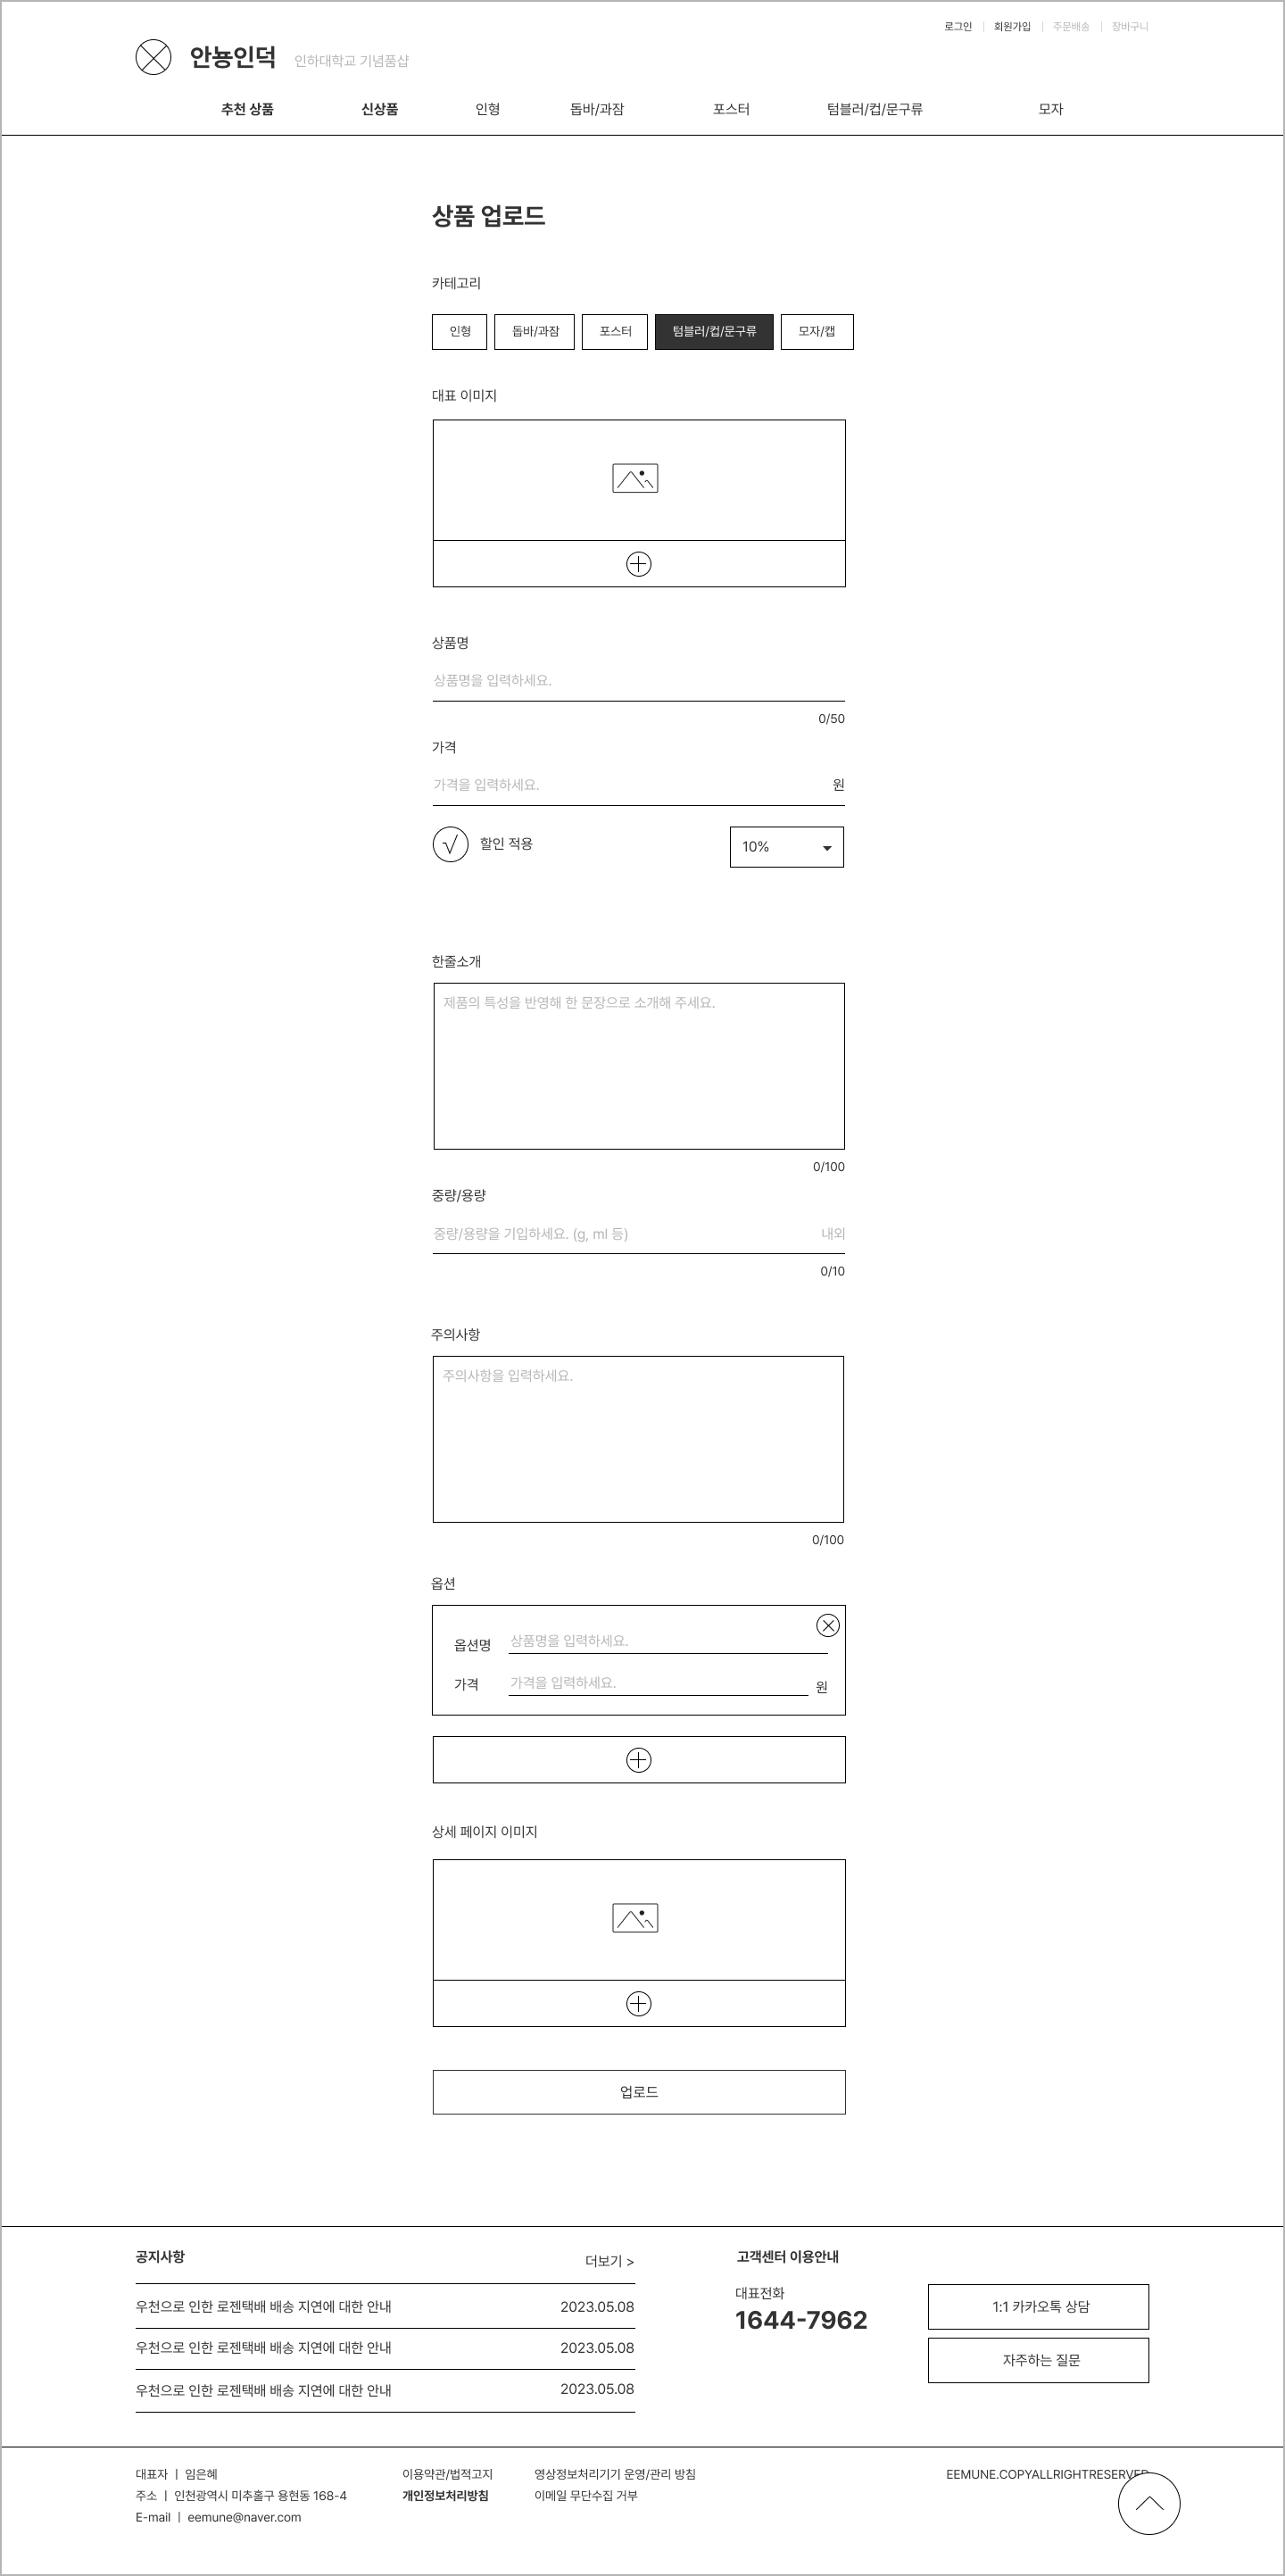 로그인 | 회원가입 | 주문배송 | 장바구니
안뇽인덕 인하대학교 기념품샵
추천 상품 신상품 인형 돕바/과잠 포스터 텀블러/컵/문구류 모자
상품 업로드
카테고리
인형 돕바/과잠 포스터 텀블러/컵/문구류 모자/캡
대표 이미지
상품명
상품명을 입력하세요.
0/50
가격
가격을 입력하세요. 원
할인 적용 10%
한줄소개
제품의 특성을 반영해 한 문장으로 소개해 주세요.
0/100
중량/용량
중량/용량을 기입하세요. (g, ml 등) 내외
0/10
주의사항
주의사항을 입력하세요.
0/100
옵션
옵션명 상품명을 입력하세요.
가격 가격을 입력하세요. 원
상세 페이지 이미지
업로드
공지사항 더보기 >
우천으로 인한 로젠택배 배송 지연에 대한 안내 2023.05.08
우천으로 인한 로젠택배 배송 지연에 대한 안내 2023.05.08
우천으로 인한 로젠택배 배송 지연에 대한 안내 2023.05.08
고객센터 이용안내
대표전화
1644-7962
1:1 카카오톡 상담
자주하는 질문
대표자 | 임은혜
주소 | 인천광역시 미추홀구 용현동 168-4
E-mail | eemune@naver.com
이용약관/법적고지
개인정보처리방침
영상정보처리기기 운영/관리 방침
이메일 무단수집 거부
EEMUNE.COPYALLRIGHTRESERVED